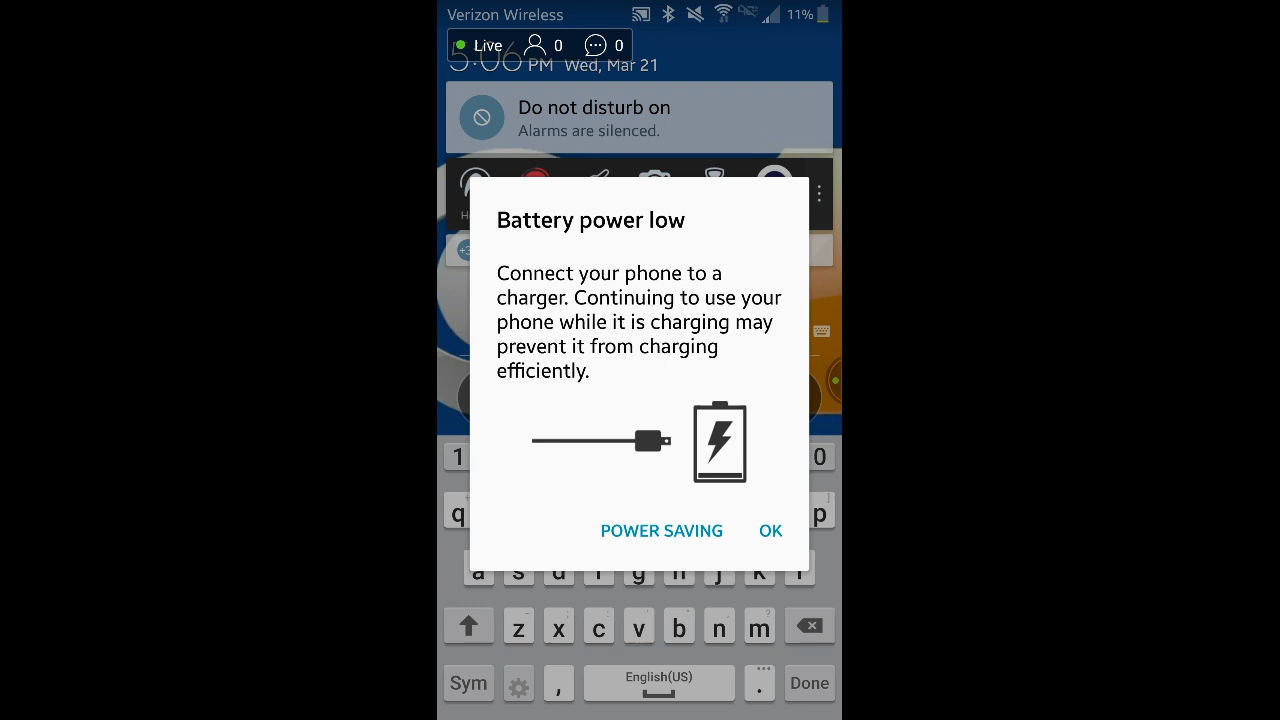 Verizon Wireless 11%
Live 0 0
5:06 PM Wed, Mar 21
Do not disturb on
Alarms are silenced.
Battery power low
Connect your phone to a
charger. Continuing to use your
phone while it is charging may
prevent it from charging
efficiently.
POWER SAVING OK
1 0
q p
a s d f g h j k l
z x c v b n m
Sym , English(US) . Done